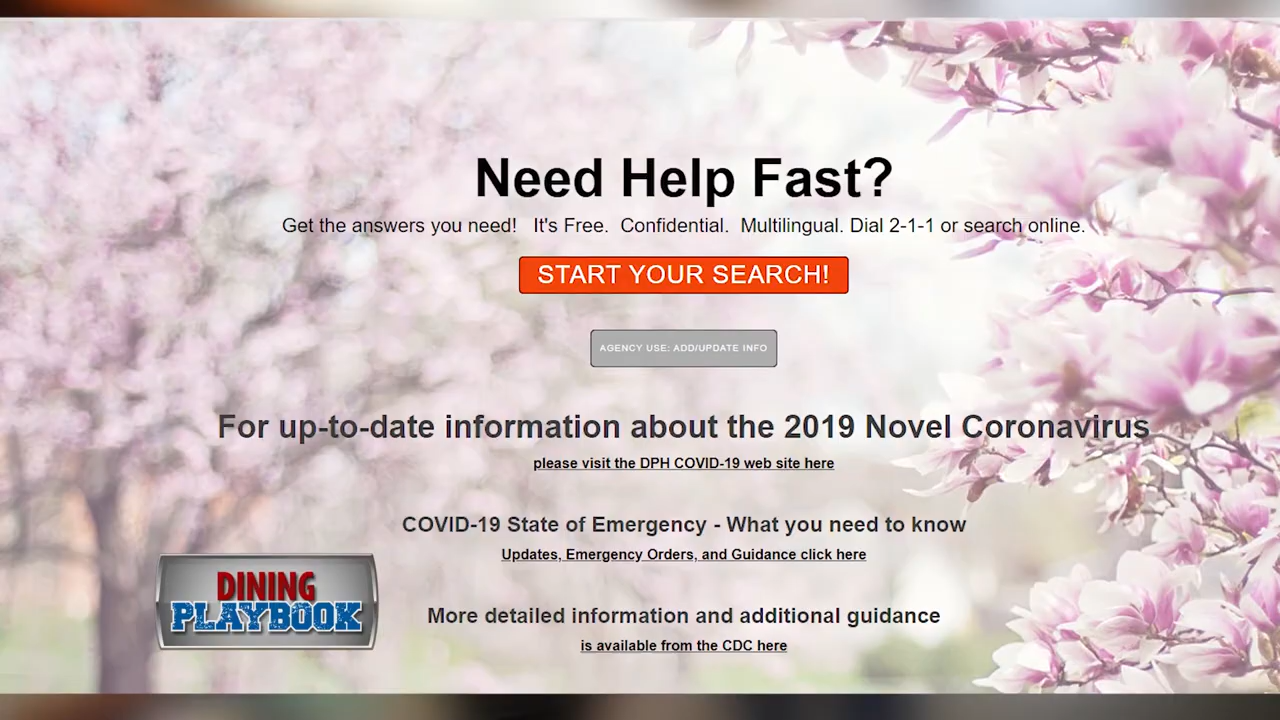 Need Help Fast?
Get the answers you need! It's Free. Confidential. Multilingual. Dial 2-1-1 or search online.
START YOUR SEARCH!
AGENCY USE: ADD/UPDATE INFO
For up-to-date information about the 2019 Novel Coronavirus
please visit the DPH COVID-19 web site here
COVID-19 State of Emergency - What you need to know
Updates, Emergency Orders, and Guidance click here
DINING
PLAYBOOK
More detailed information and additional guidance
is available from the CDC here